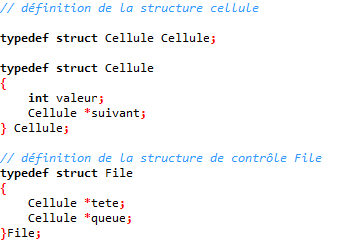 // définition de la structure cellule
typedef struct Cellule Cellule;
typedef struct Cellule
{
int valeur;
Cellule *suivant;
} Cellule;
// définition de la structure de contrôle File
typedef struct File
{
Cellule *tete;
Cellule *queue;
}File;